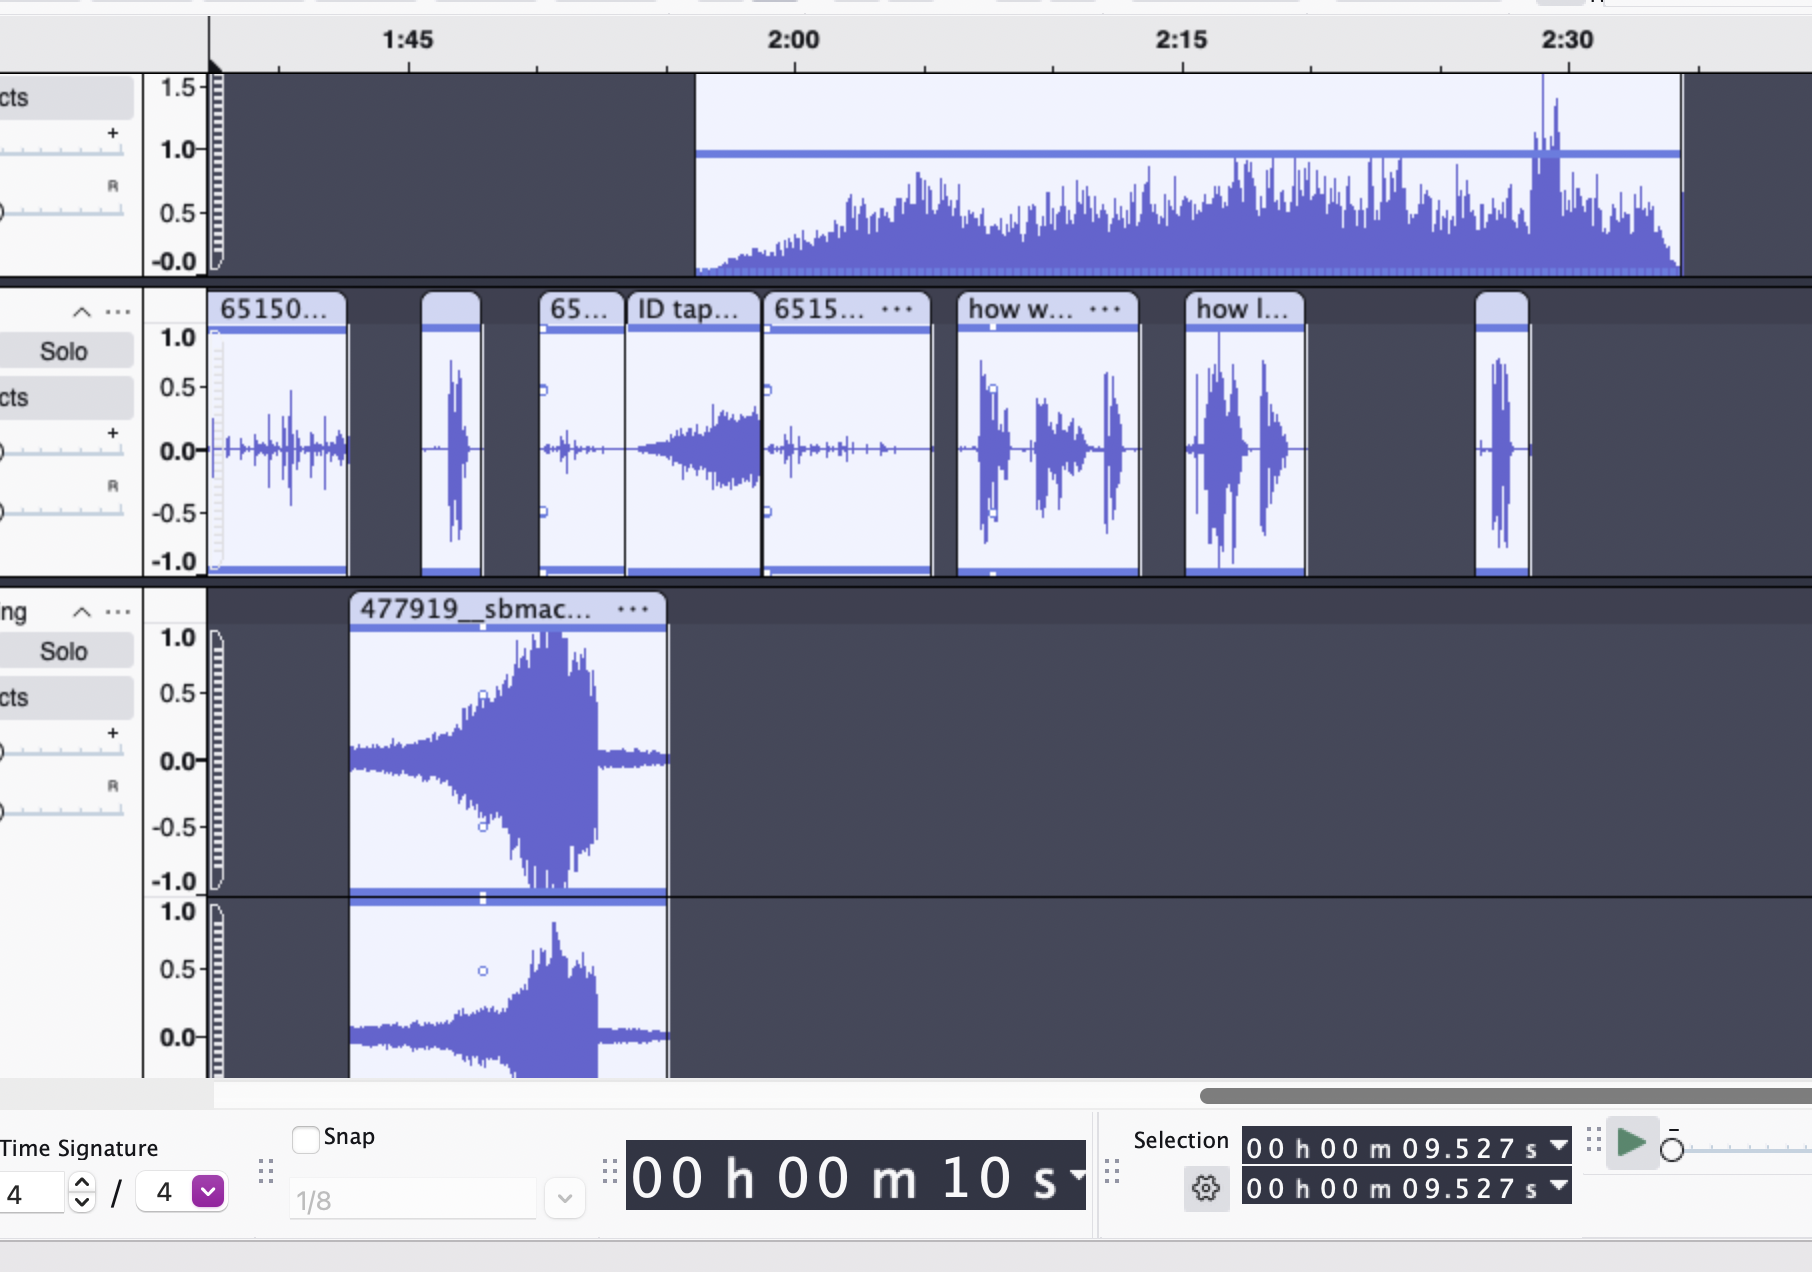 1:45 2:00 2:15 2:30
cts
+
R
1.5
1.0
0.5
-0.0
65150... 65... ID tap... 6515... ... how w... ... how l...
...
Solo
cts
+
R
1.0
0.5
0.0
-0.5
-1.0
ing ... 477919__sbmac... ...
Solo
cts
+
R
1.0
0.5
0.0
-0.5
-1.0
1.0
0.5
0.0
Time Signature
4 / 4
Snap
1/8
00 h 00 m 10 s
Selection
00 h 00 m 09.527 s
00 h 00 m 09.527 s
-